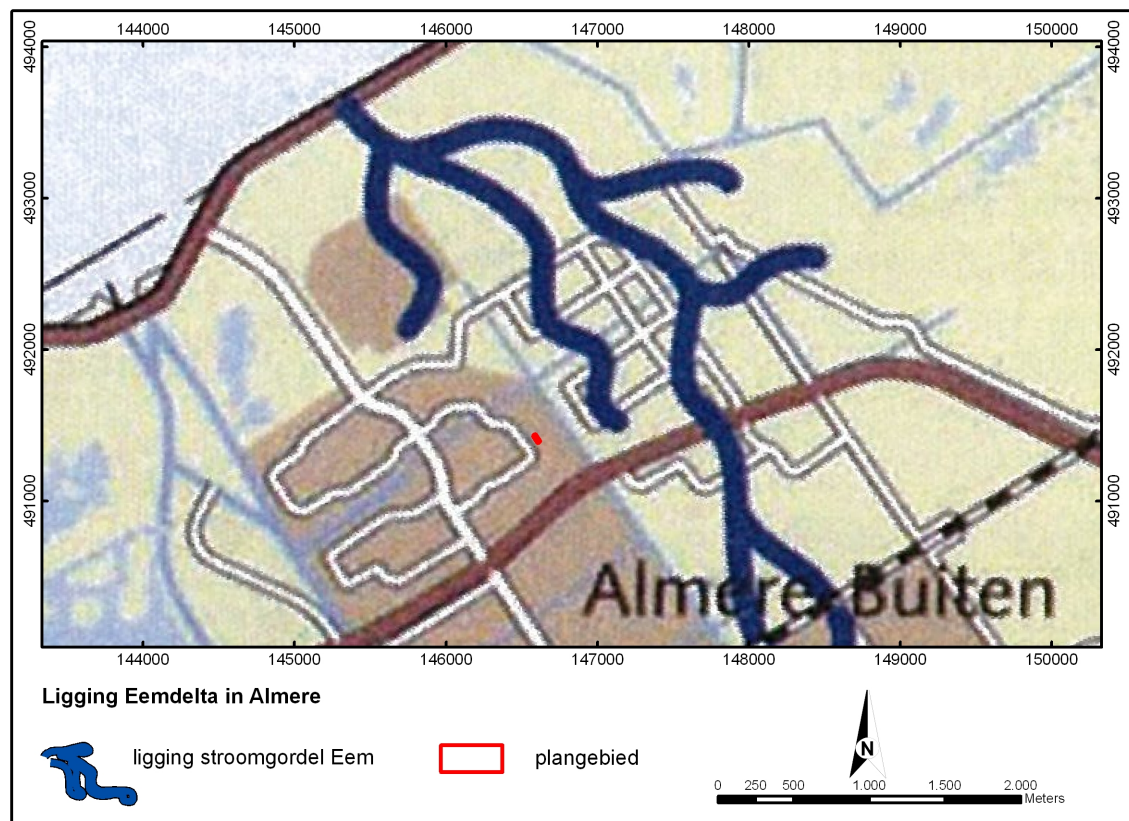 144000 145000 146000 147000 148000 149000 150000
494000 494000
493000 493000
492000 492000
491000 491000
Almere Buiten
144000 145000 146000 147000 148000 149000 150000
Ligging Eemdelta in Almere
ligging stroomgordel Eem
plangebied
N
0 250 500 1.000 1.500 2.000
Meters